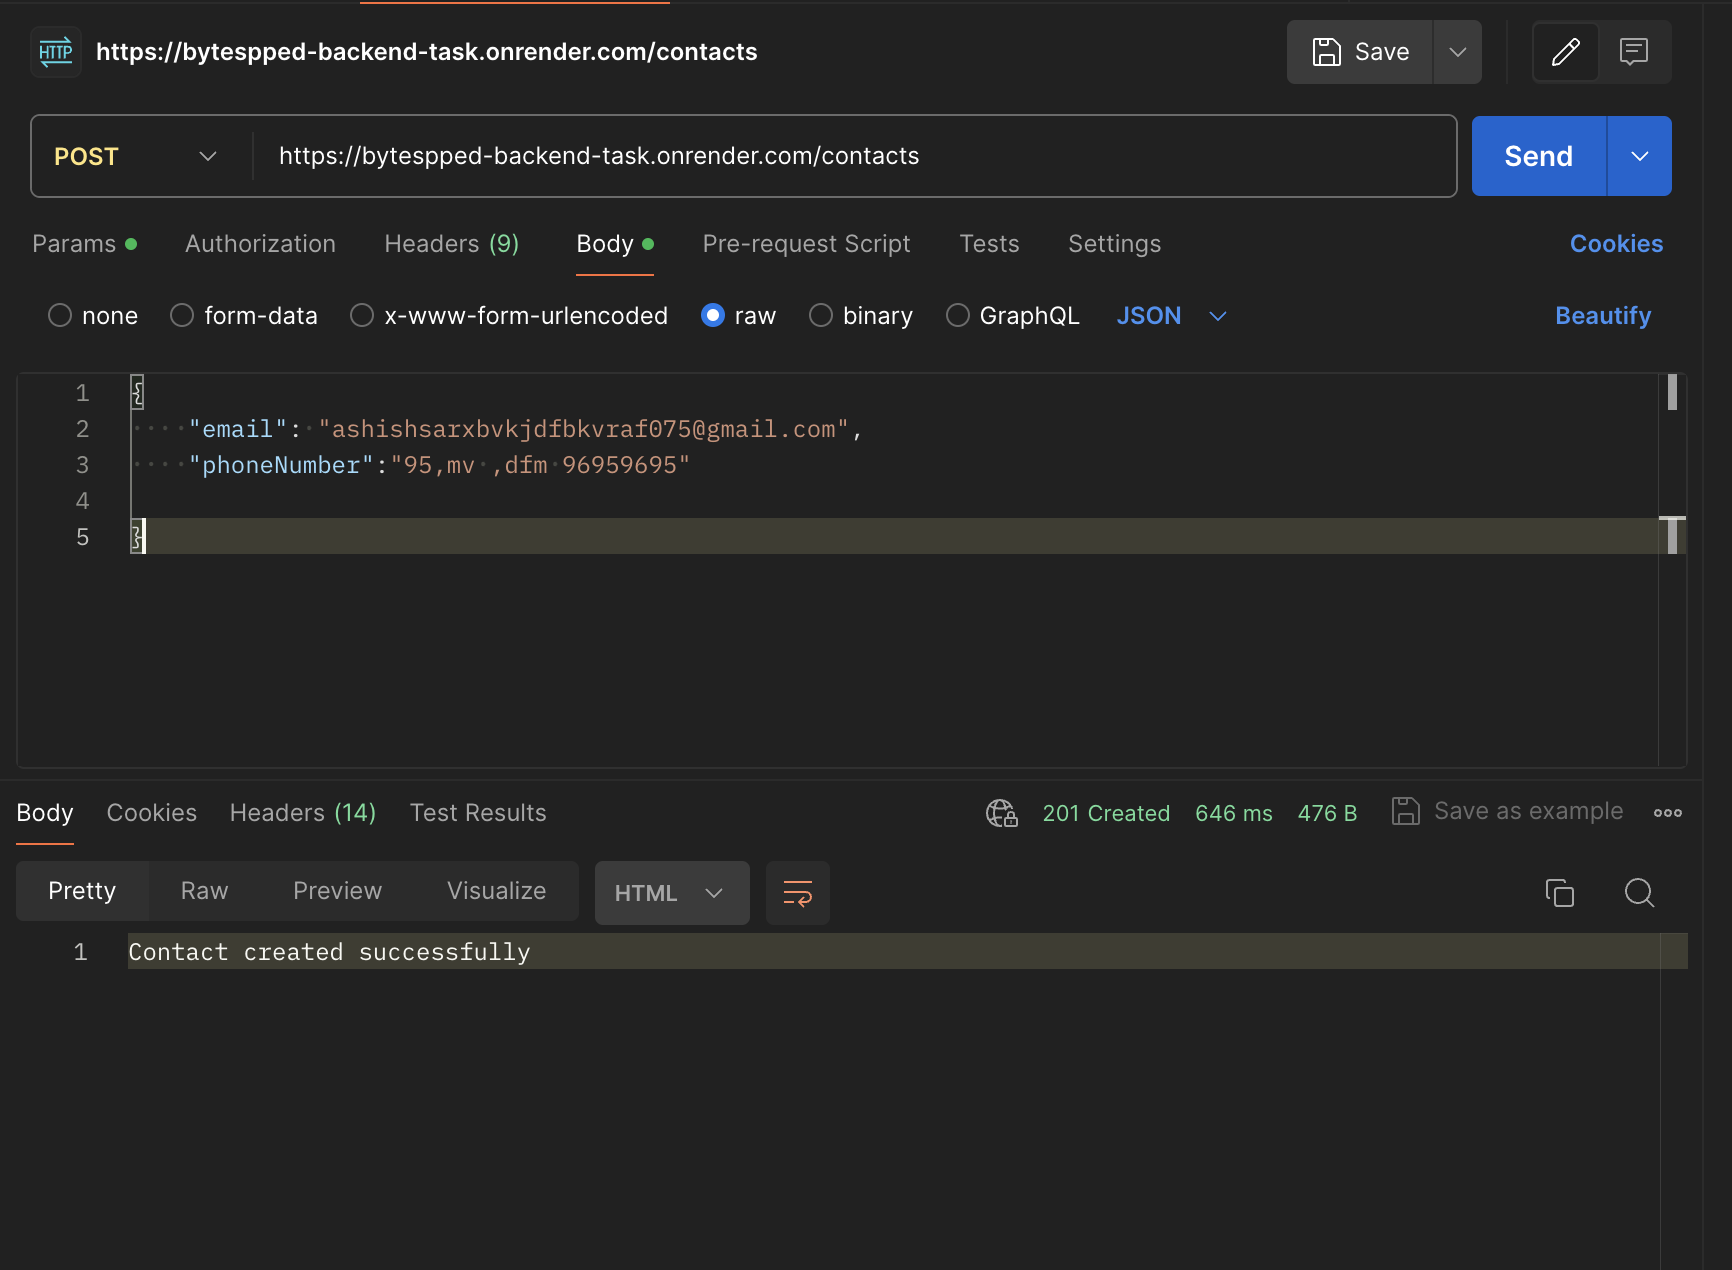 HTTP https://bytespped-backend-task.onrender.com/contacts Save
POST https://bytespped-backend-task.onrender.com/contacts Send
Params Authorization Headers (9) Body Pre-request Script Tests Settings Cookies
none form-data x-www-form-urlencoded raw binary GraphQL JSON Beautify
1 {
2 "email": "ashishsarxbvkjdfbkvraf075@gmail.com",
3 "phoneNumber":"95,mv ,dfm 96959695"
4
5 }
Body Cookies Headers (14) Test Results 201 Created 646 ms 476 B Save as example
Pretty Raw Preview Visualize HTML
1 Contact created successfully